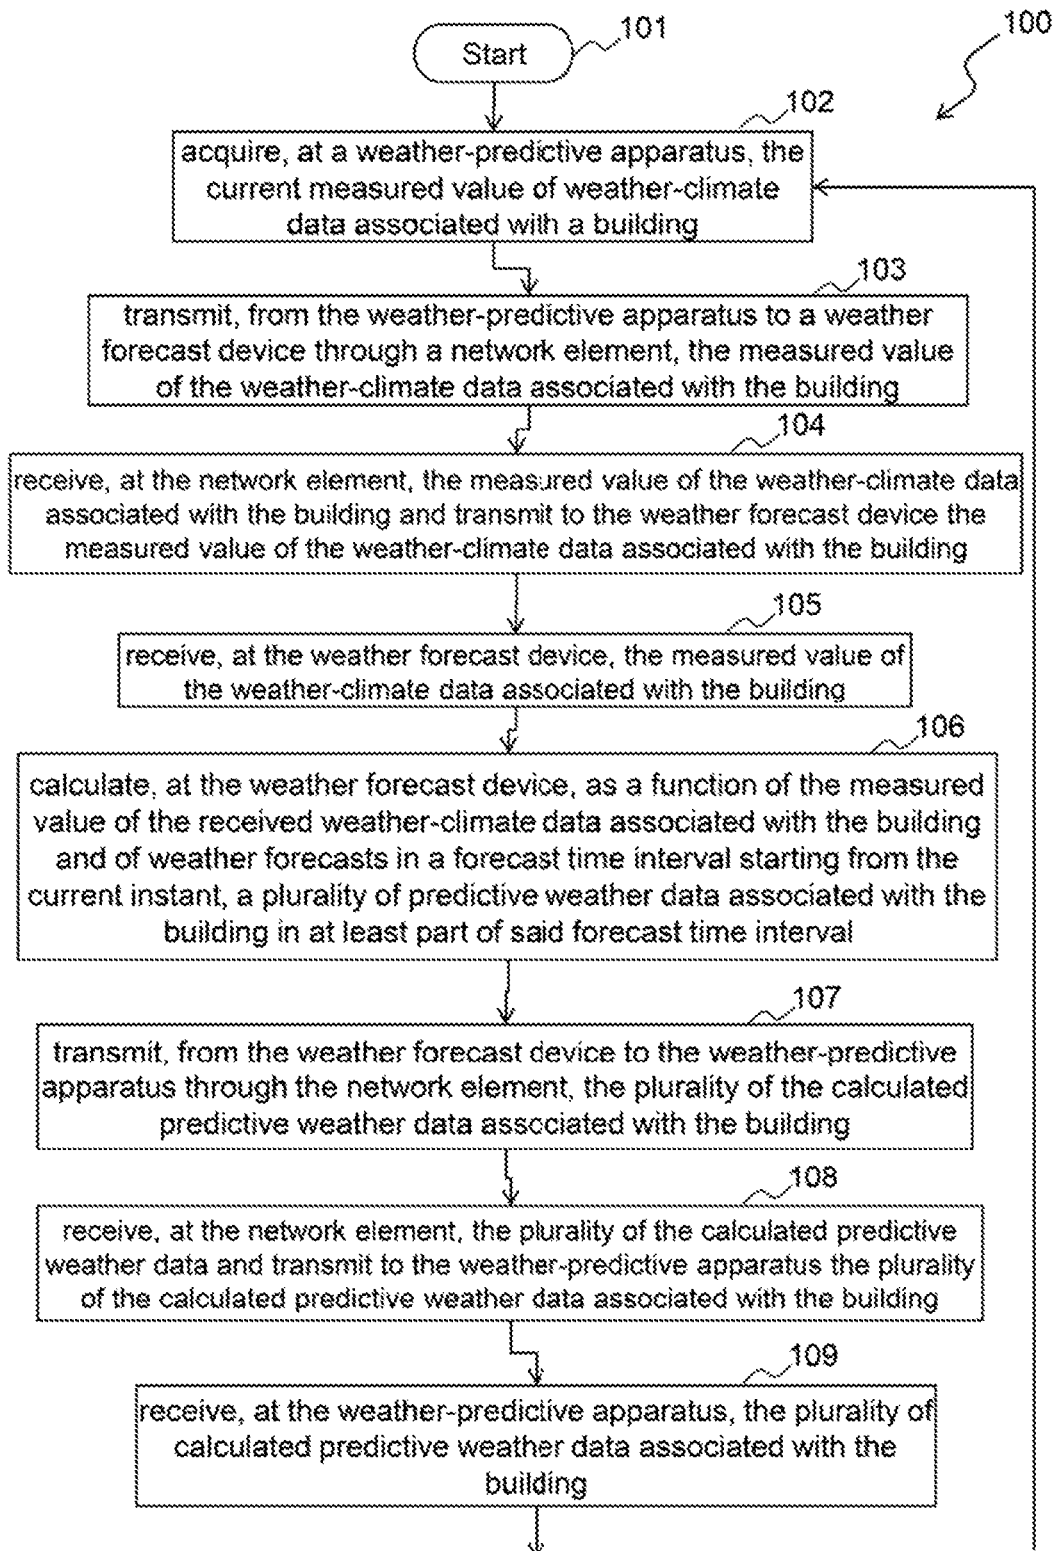 100
101
Start
102
acquire, at a weather-predictive apparatus, the
current measured value of weather-climate
data associated with a building
103
transmit, from the weather-predictive apparatus to a weather
forecast device through a network element, the measured value
of the weather-climate data associated with the building
104
receive, at the network element, the measured value of the weather-climate data
associated with the building and transmit to the weather forecast device the
measured value of the weather-climate data associated with the building
105
receive, at the weather forecast device, the measured value of
the weather-climate data associated with the building
106
calculate, at the weather forecast device, as a function of the measured
value of the received weather-climate data associated with the building
and of weather forecasts in a forecast time interval starting from the
current instant, a plurality of predictive weather data associated with the
building in at least part of said forecast time interval
107
transmit, from the weather forecast device to the weather-predictive
apparatus through the network element, the plurality of the calculated
predictive weather data associated with the building
108
receive, at the network element, the plurality of the calculated predictive
weather data and transmit to the weather-predictive apparatus the plurality
of the calculated predictive weather data associated with the building
109
receive, at the weather-predictive apparatus, the plurality of
calculated predictive weather data associated with the
building